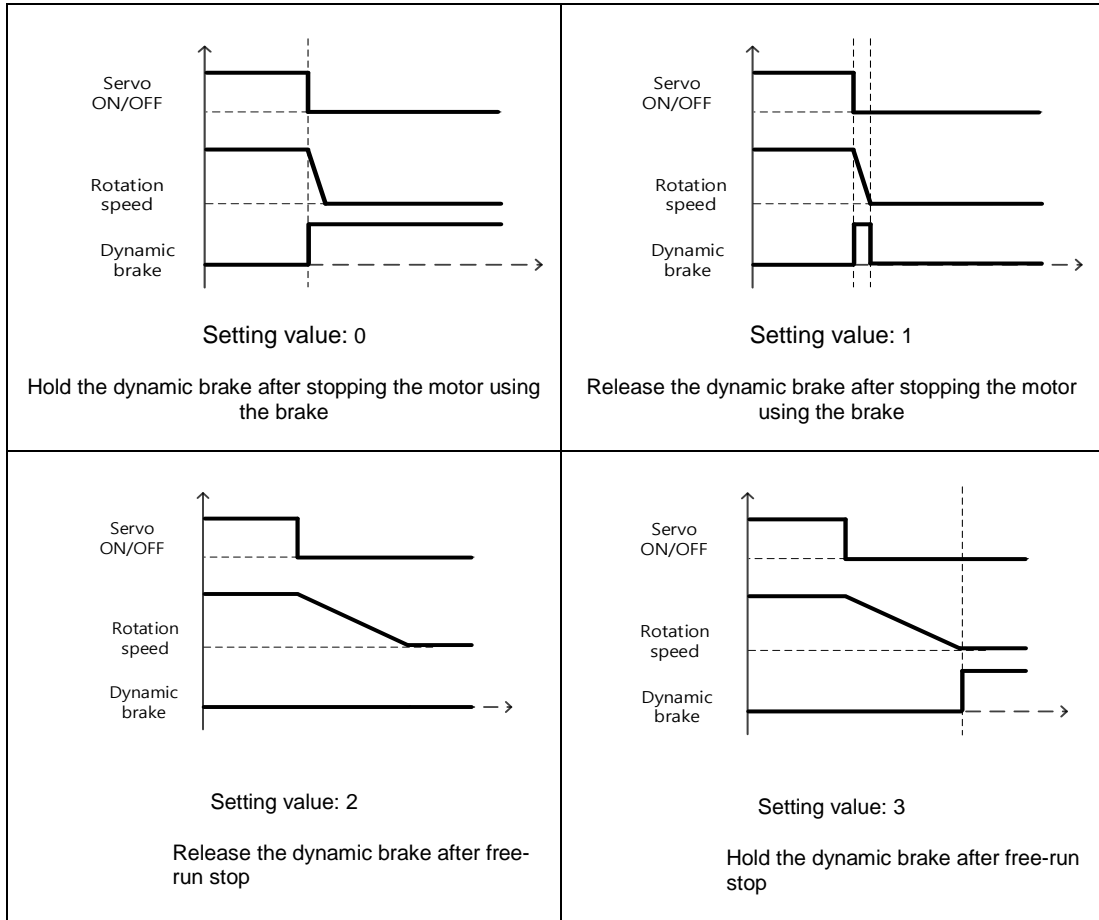 Servo
ON/OFF
Rotation
speed
Dynamic
brake
Setting value: 0
Hold the dynamic brake after stopping the motor using
the brake
Servo
ON/OFF
Rotation
speed
Dynamic
brake
Setting value: 1
Release the dynamic brake after stopping the motor
using the brake
Servo
ON/OFF
Rotation
speed
Dynamic
brake
Setting value: 2
Release the dynamic brake after free-
run stop
Servo
ON/OFF
Rotation
speed
Dynamic
brake
Setting value: 3
Hold the dynamic brake after free-run
stop